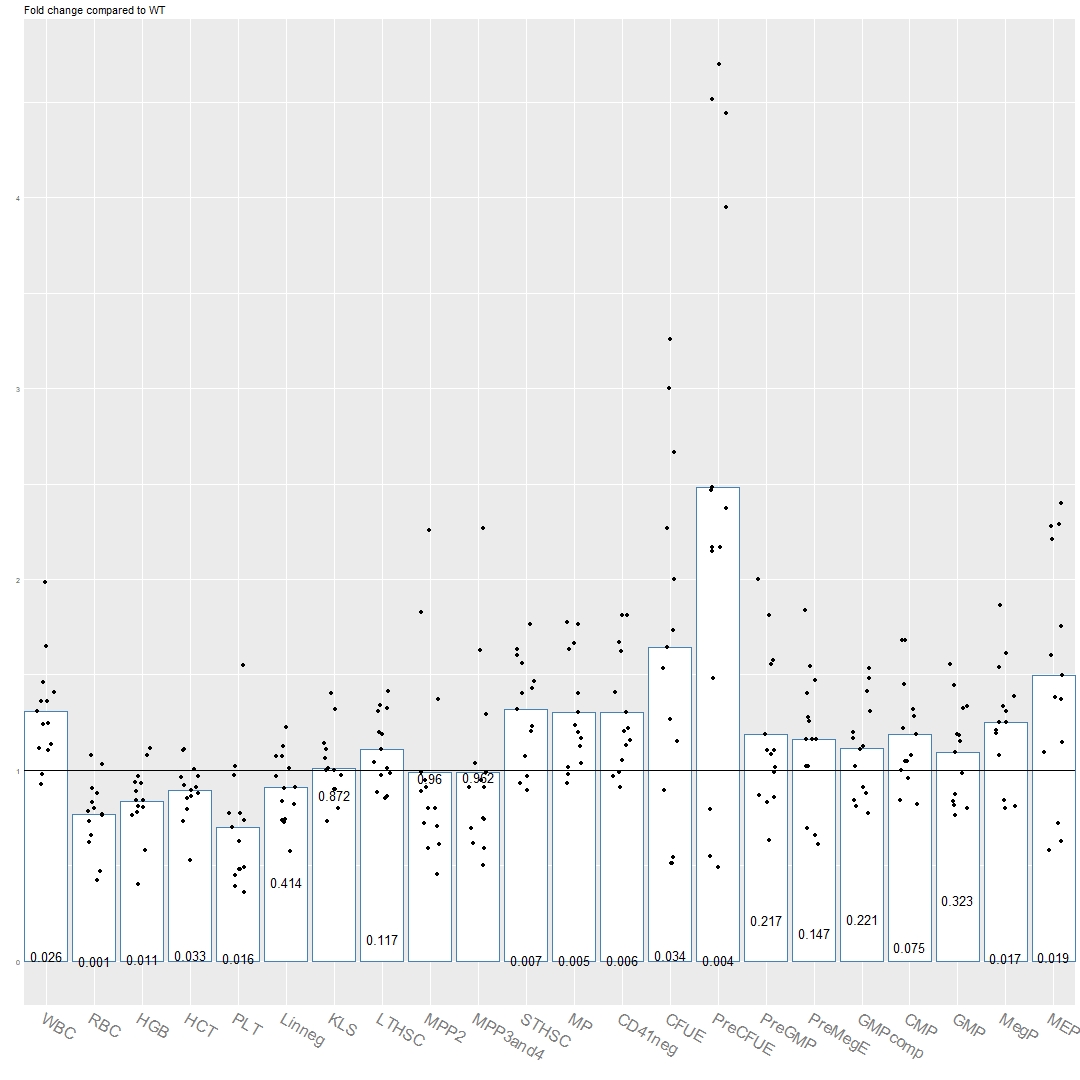 Fold change compared to WT
4
3
2
1
0
0.026
0.001
0.011
0.033
0.016
0.414
0.872
0.117
0.96
0.962
0.007
0.005
0.006
0.034
0.004
0.217
0.147
0.221
0.075
0.323
0.017
0.019
WBC
RBC
HGB
HCT
PLT
Linneg
KLS
LTHSC
MPP2
MPP3and4
STHSC
MP
CD41neg
CFUE
PreCFUE
PreGMP
PreMegE
GMPcomp
CMP
GMP
MegP
MEP